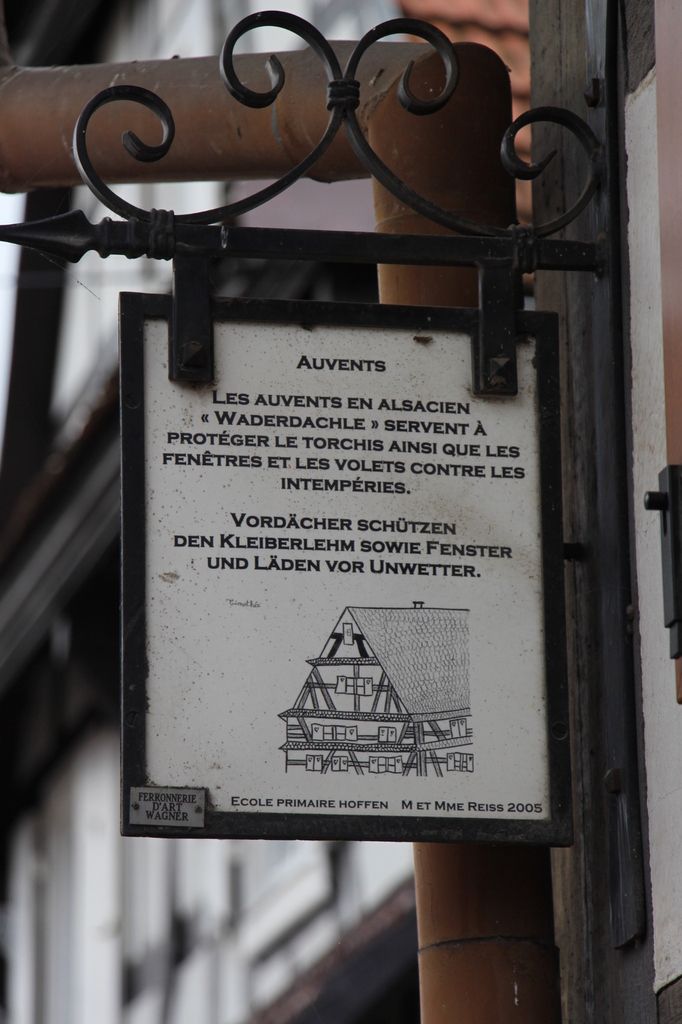 AUVENTS
LES AUVENTS EN ALSACIEN
« WADERDACHLE » SERVENT À
PROTÉGER LE TORCHIS AINSI QUE LES
FENÊTRES ET LES VOLETS CONTRE LES
INTEMPÉRIES.
VORDÄCHER SCHÜTZEN
DEN KLEIBERLEHM SOWIE FENSTER
UND LÄDEN VOR UNWETTER.
FERRONNERIE
D'ART
WAGNER
ECOLE PRIMAIRE HOFFEN M ET MME REISS 2005